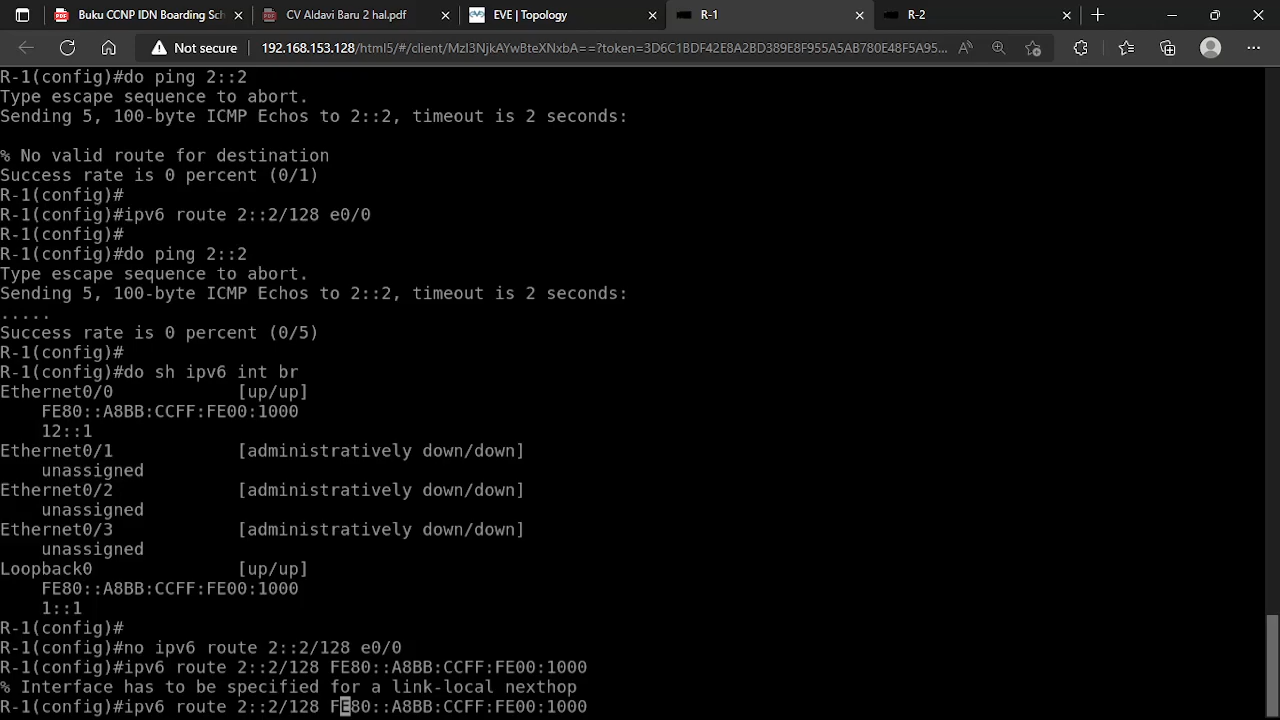 Buku CCNP IDN Boarding Sch
CV Aldavi Baru 2 hal.pdf
EVE | Topology
R-1
R-2
Not secure
192.168.153.128/html5/#/client/MzI3NjkAYwBteXNxbA==?token=3D6C1BDF42E8A2BD389E8F955A5AB780E48F5A95...
R-1(config)#do ping 2::2
Type escape sequence to abort.
Sending 5, 100-byte ICMP Echos to 2::2, timeout is 2 seconds:
% No valid route for destination
Success rate is 0 percent (0/1)
R-1(config)#
R-1(config)#ipv6 route 2::2/128 e0/0
R-1(config)#
R-1(config)#do ping 2::2
Type escape sequence to abort.
Sending 5, 100-byte ICMP Echos to 2::2, timeout is 2 seconds:
.....
Success rate is 0 percent (0/5)
R-1(config)#
R-1(config)#do sh ipv6 int br
Ethernet0/0 [up/up]
FE80::A8BB:CCFF:FE00:1000
12::1
Ethernet0/1 [administratively down/down]
unassigned
Ethernet0/2 [administratively down/down]
unassigned
Ethernet0/3 [administratively down/down]
unassigned
Loopback0 [up/up]
FE80::A8BB:CCFF:FE00:1000
1::1
R-1(config)#
R-1(config)#no ipv6 route 2::2/128 e0/0
R-1(config)#ipv6 route 2::2/128 FE80::A8BB:CCFF:FE00:1000
% Interface has to be specified for a link-local nexthop
R-1(config)#ipv6 route 2::2/128 FE80::A8BB:CCFF:FE00:1000